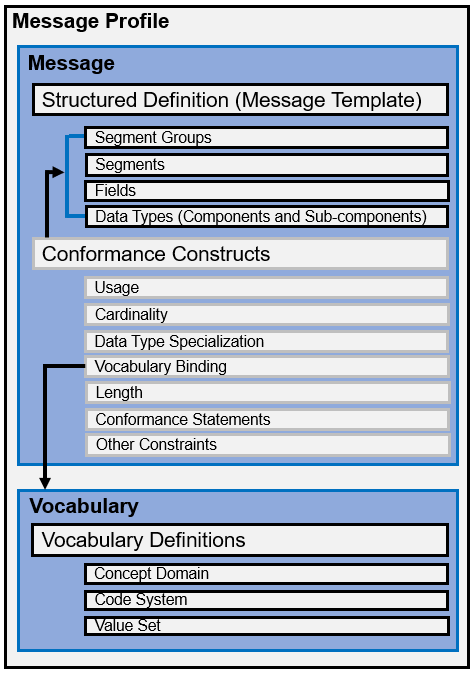 Message Profile
Message
Structured Definition (Message Template)
Segment Groups
Segments
Fields
Data Types (Components and Sub-components)
Conformance Constructs
Usage
Cardinality
Data Type Specialization
Vocabulary Binding
Length
Conformance Statements
Other Constraints
Vocabulary
Vocabulary Definitions
Concept Domain
Code System
Value Set